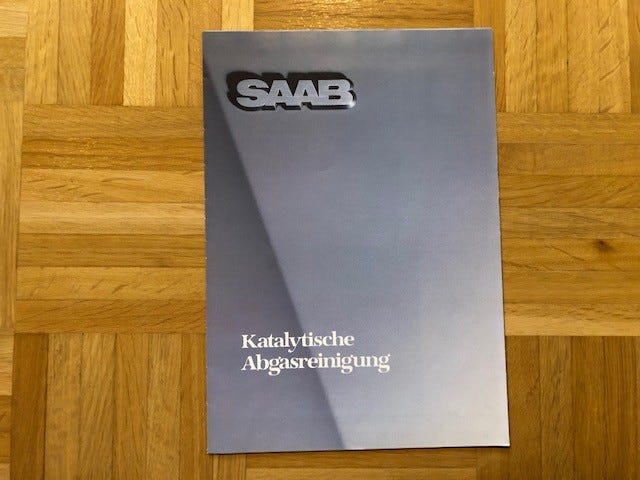 SAAB
Katalytische
Abgasreinigung